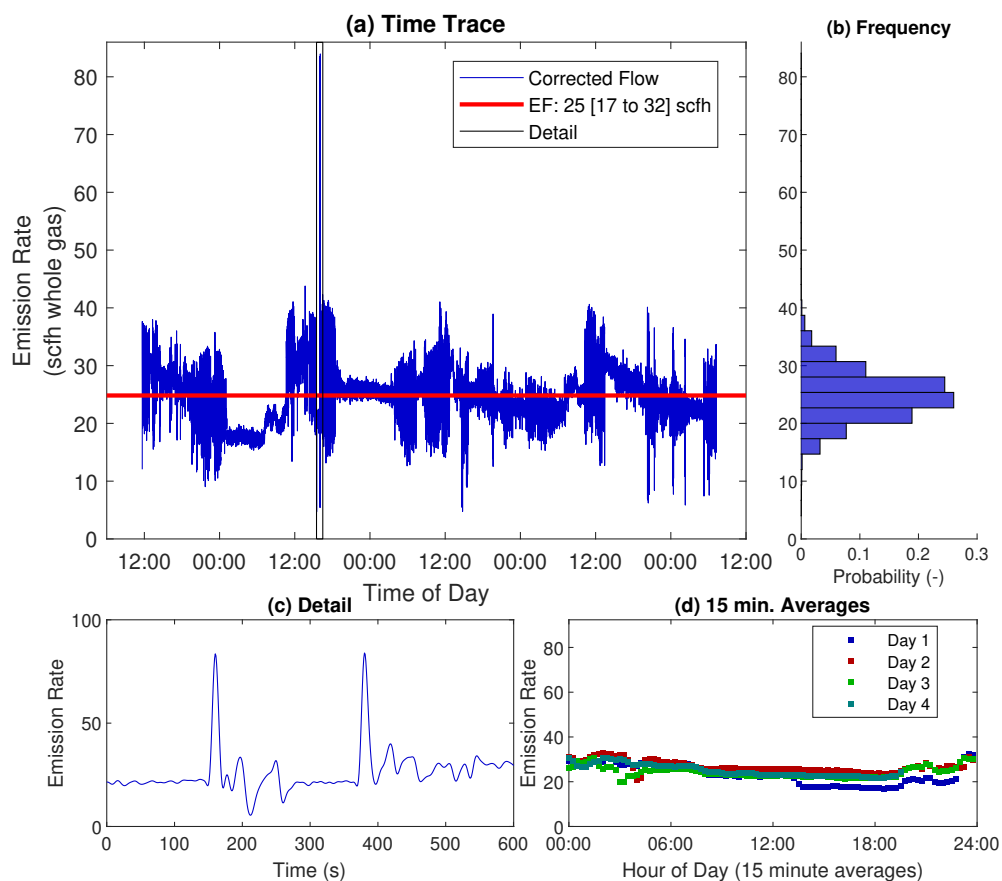 (a) Time Trace
Emission Rate
(scfh whole gas)
80
70
60
50
40
30
20
10
0
Corrected Flow
EF: 25 [17 to 32] scfh
Detail
12:00 00:00 12:00 00:00 12:00 00:00 12:00 00:00 12:00
Time of Day
(b) Frequency
80
70
60
50
40
30
20
10
0
0 0.1 0.2 0.3
Probability (-)
(c) Detail
Emission Rate
100
50
0
0 100 200 300 400 500 600
Time (s)
(d) 15 min. Averages
Emission Rate
80
60
40
20
0
Day 1
Day 2
Day 3
Day 4
00:00 06:00 12:00 18:00 24:00
Hour of Day (15 minute averages)